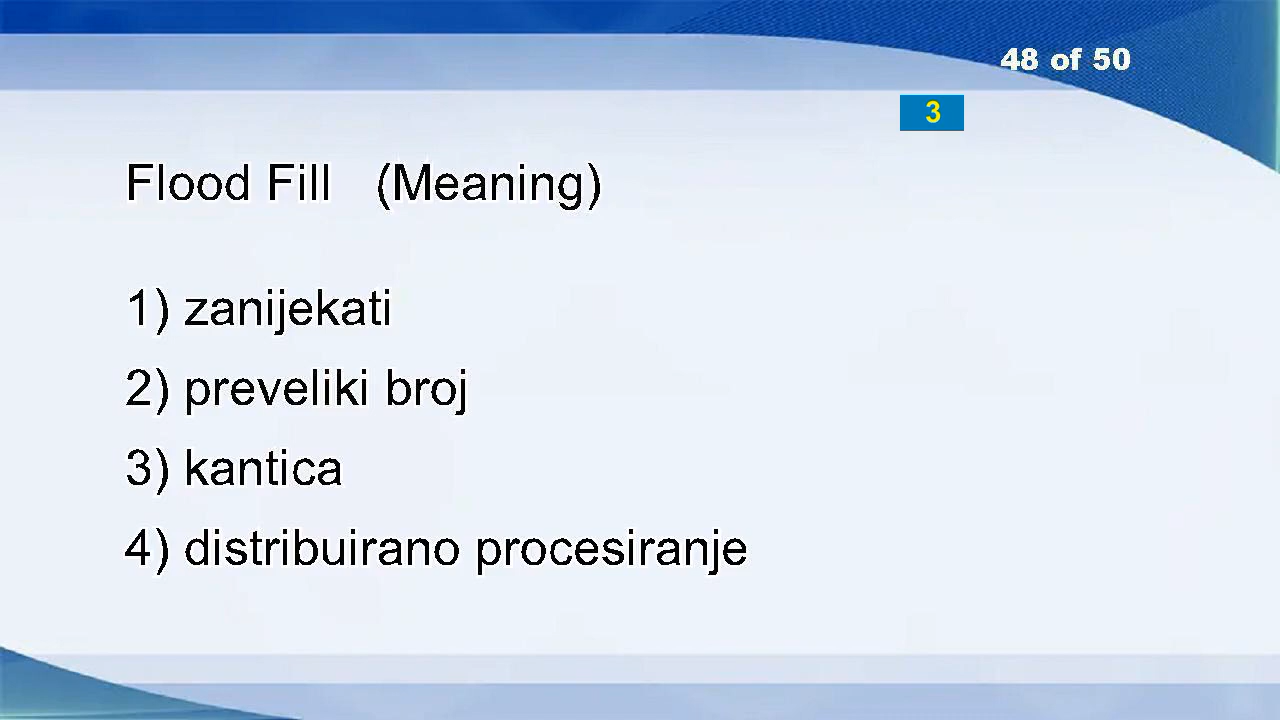 48 of 50
3
Flood Fill (Meaning)
1) zanijekati
2) preveliki broj
3) kantica
4) distribuirano procesiranje